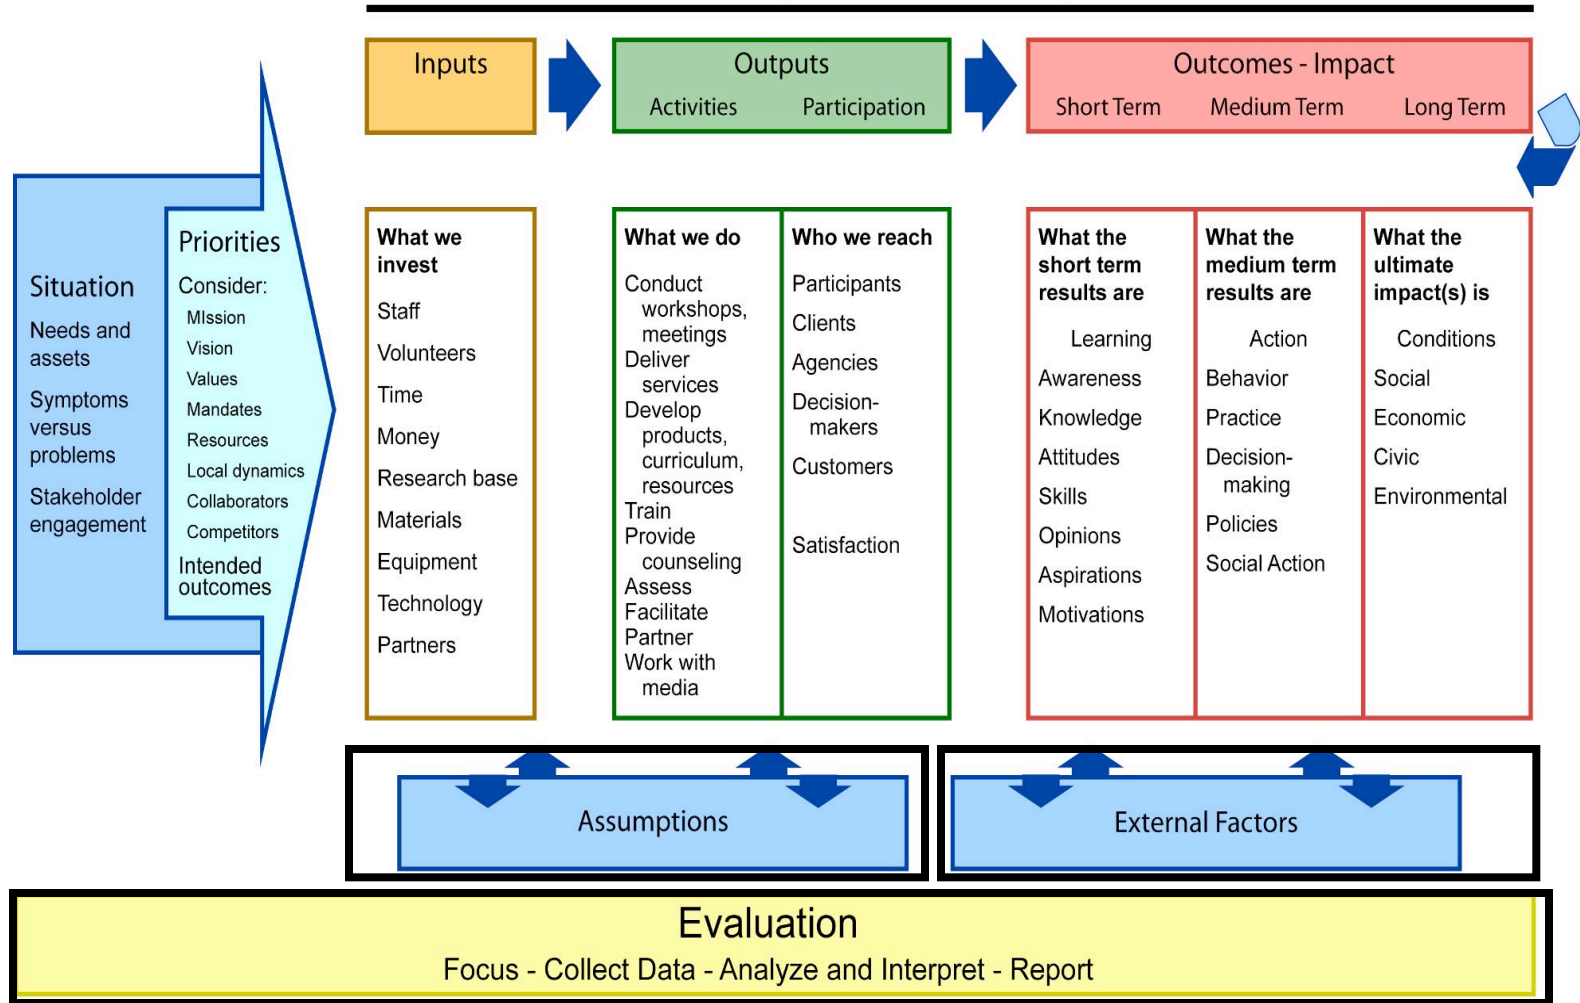 Inputs
Outputs
Activities Participation
Outcomes - Impact
Short Term Medium Term Long Term
Situation
Needs and
assets
Symptoms
versus
problems
Stakeholder
engagement
Priorities
Consider:
MIssion
Vision
Values
Mandates
Resources
Local dynamics
Collaborators
Competitors
Intended
outcomes
What we
invest
Staff
Volunteers
Time
Money
Research base
Materials
Equipment
Technology
Partners
What we do
Conduct
workshops,
meetings
Deliver
services
Develop
products,
curriculum,
resources
Train
Provide
counseling
Assess
Facilitate
Partner
Work with
media
Who we reach
Participants
Clients
Agencies
Decision-
makers
Customers
Satisfaction
What the
short term
results are
Learning
Awareness
Knowledge
Attitudes
Skills
Opinions
Aspirations
Motivations
What the
medium term
results are
Action
Behavior
Practice
Decision-
making
Policies
Social Action
What the
ultimate
impact(s) is
Conditions
Social
Economic
Civic
Environmental
Assumptions
External Factors
Evaluation
Focus - Collect Data - Analyze and Interpret - Report